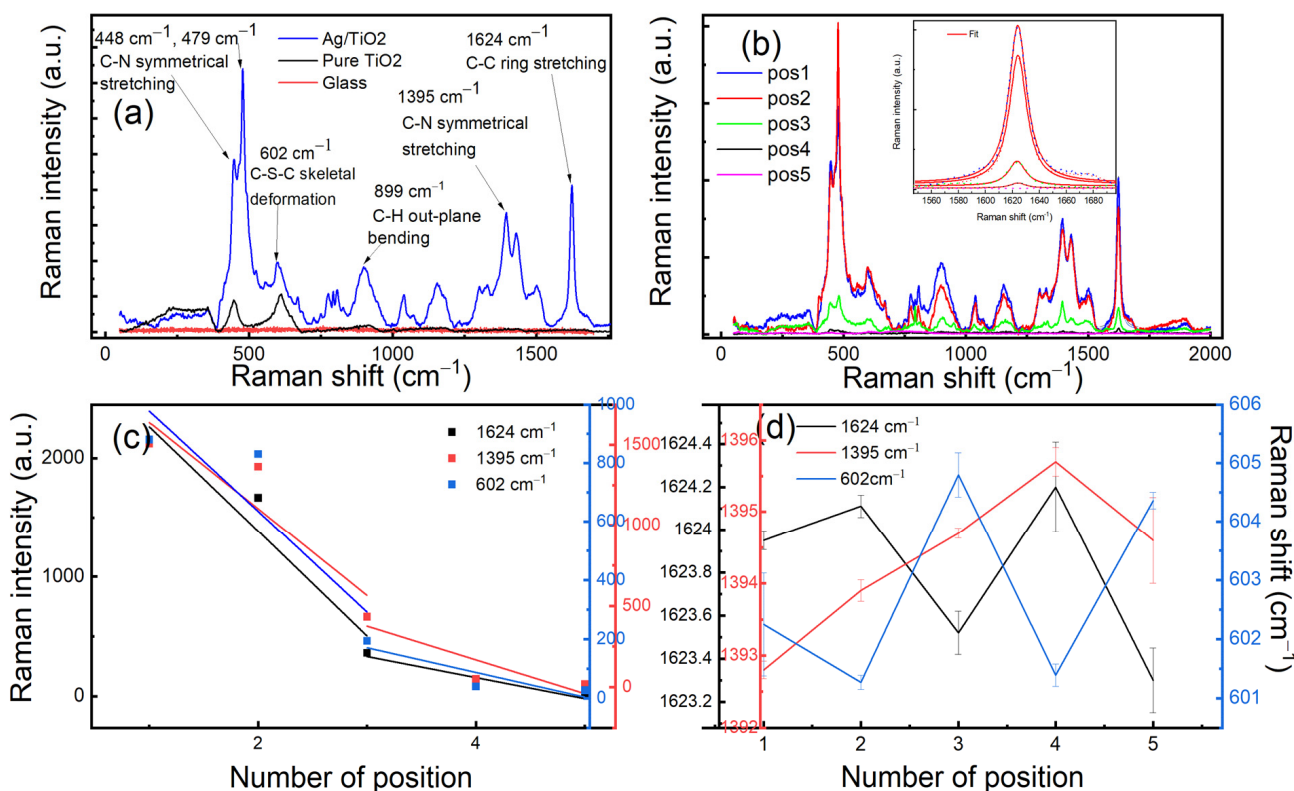 (a)
448 cm⁻¹, 479 cm⁻¹
C-N symmetrical
stretching
602 cm⁻¹
C-S-C skeletal
deformation
Ag/TiO2
Pure TiO2
Glass
1395 cm⁻¹
C-N symmetrical
stretching
899 cm⁻¹
C-H out-plane
bending
1624 cm⁻¹
C-C ring stretching
Raman intensity (a.u.)
0 500 1000 1500
Raman shift (cm⁻¹)
(b)
pos1
pos2
pos3
pos4
pos5
Fit
Raman intensity (a.u.)
1560 1580 1600 1620 1640 1660 1680
Raman shift (cm⁻¹)
Raman intensity (a.u.)
0 500 1000 1500 2000
Raman shift (cm⁻¹)
(c)
1624 cm⁻¹
1395 cm⁻¹
602 cm⁻¹
Raman intensity (a.u.)
2000
1000
0
1000
800
600
400
200
0
1500
1000
500
0
2 4
Number of position
(d)
1624 cm⁻¹
1395 cm⁻¹
602cm⁻¹
1624.4
1624.2
1624
1623.8
1623.6
1623.4
1623.2
1396
1395
1394
1393
1392
606
605
604
603
602
601
Raman shift (cm⁻¹)
1 2 3 4 5
Number of position